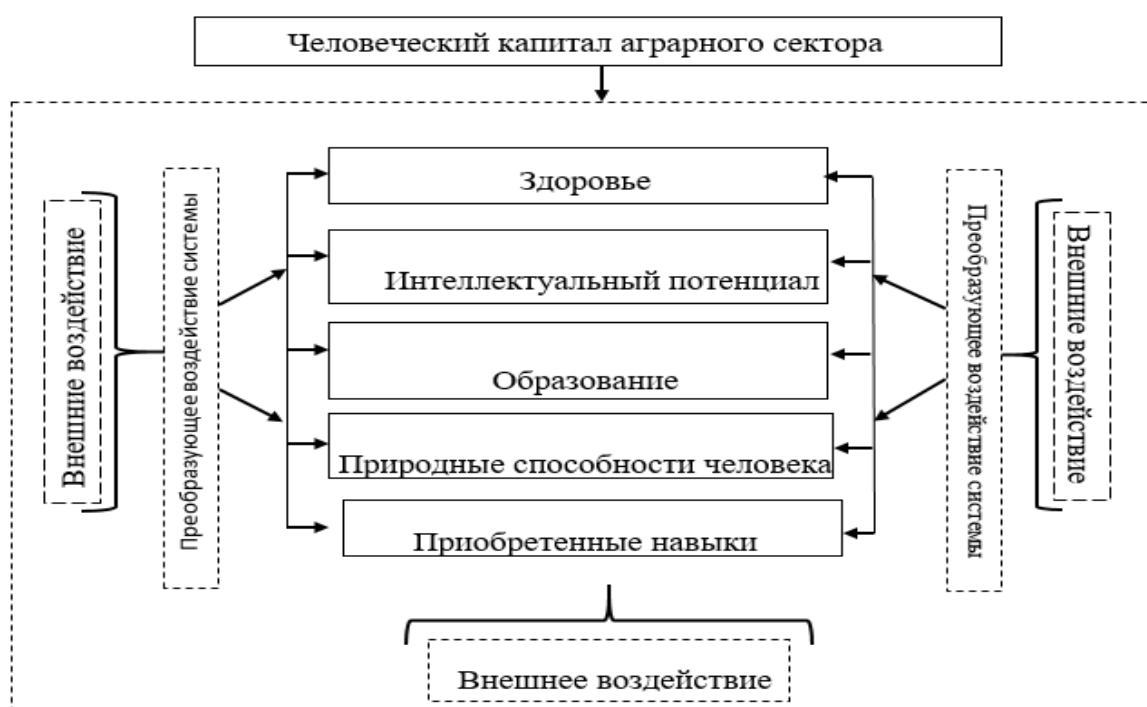 Человеческий капитал аграрного сектора
Внешние воздействие
Преобразующее воздействие системы
Здоровье
Интеллектуальный потенциал
Образование
Природные способности человека
Приобретенные навыки
Преобразующее воздействие системы
Внешние воздействие
Внешнее воздействие